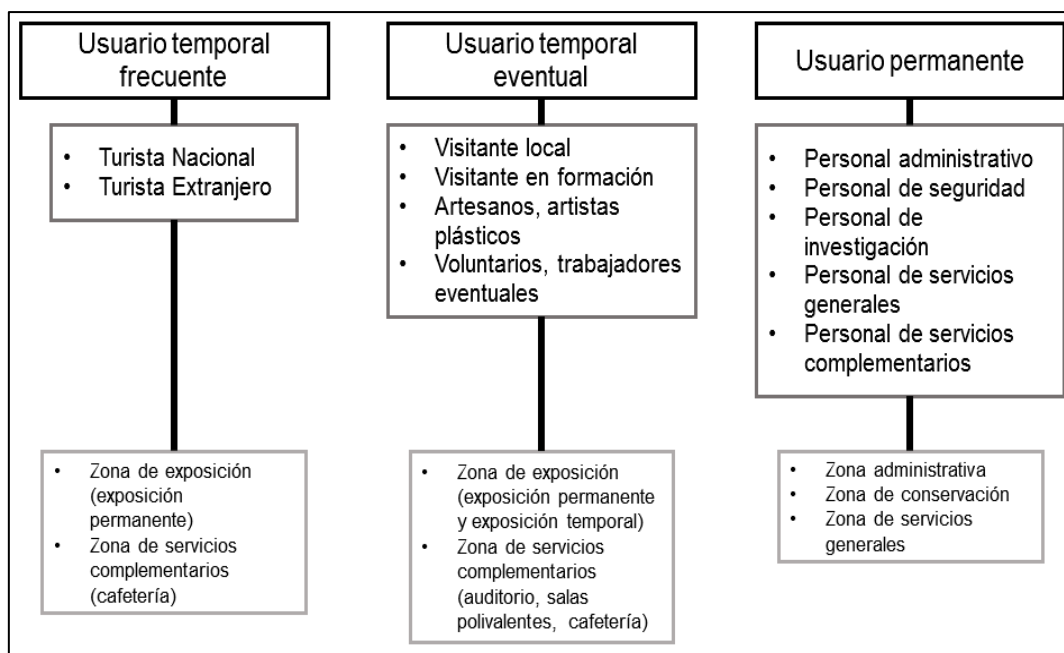 Usuario temporal
frecuente
• Turista Nacional
• Turista Extranjero
• Zona de exposición
(exposición
permanente)
• Zona de servicios
complementarios
(cafetería)
Usuario temporal
eventual
• Visitante local
• Visitante en formación
• Artesanos, artistas
plásticos
• Voluntarios, trabajadores
eventuales
• Zona de exposición
(exposición permanente
y exposición temporal)
• Zona de servicios
complementarios
(auditorio, salas
polivalentes, cafetería)
Usuario permanente
• Personal administrativo
• Personal de seguridad
• Personal de
investigación
• Personal de servicios
generales
• Personal de servicios
complementarios
• Zona administrativa
• Zona de conservación
• Zona de servicios
generales